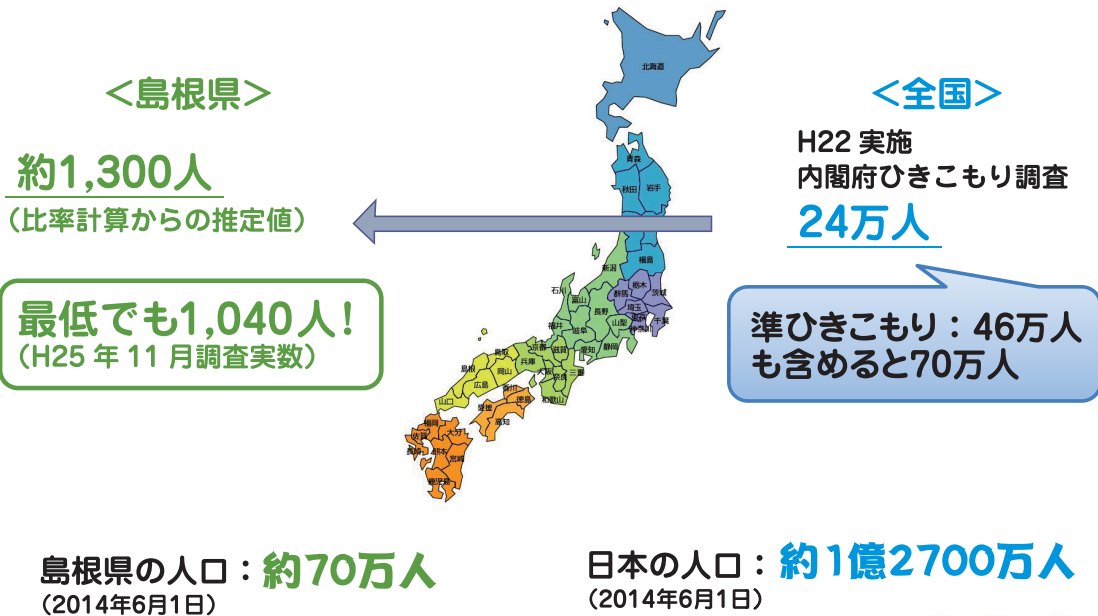 ＜島根県＞
約1,300人
（比率計算からの推定値）
最低でも1,040人！
（H25 年 11 月調査実数）
＜全国＞
H22 実施
内閣府ひきこもり調査
24万人
準ひきこもり：46万人
も含めると70万人
北海道
青森
秋田
岩手
福島
新潟
石川
富山
群馬
栃木
茨城
埼玉
東京
千葉
神奈川
長野
山梨
福井
岐阜
静岡
愛知
京都
滋賀
兵庫
大阪
奈良
三重
和歌山
鳥取
島根
岡山
広島
山口
香川
徳島
愛媛
高知
福岡
佐賀
長崎
大分
熊本
宮崎
鹿児島
島根県の人口：約70万人
（2014年6月1日）
日本の人口：約1億2700万人
（2014年6月1日）